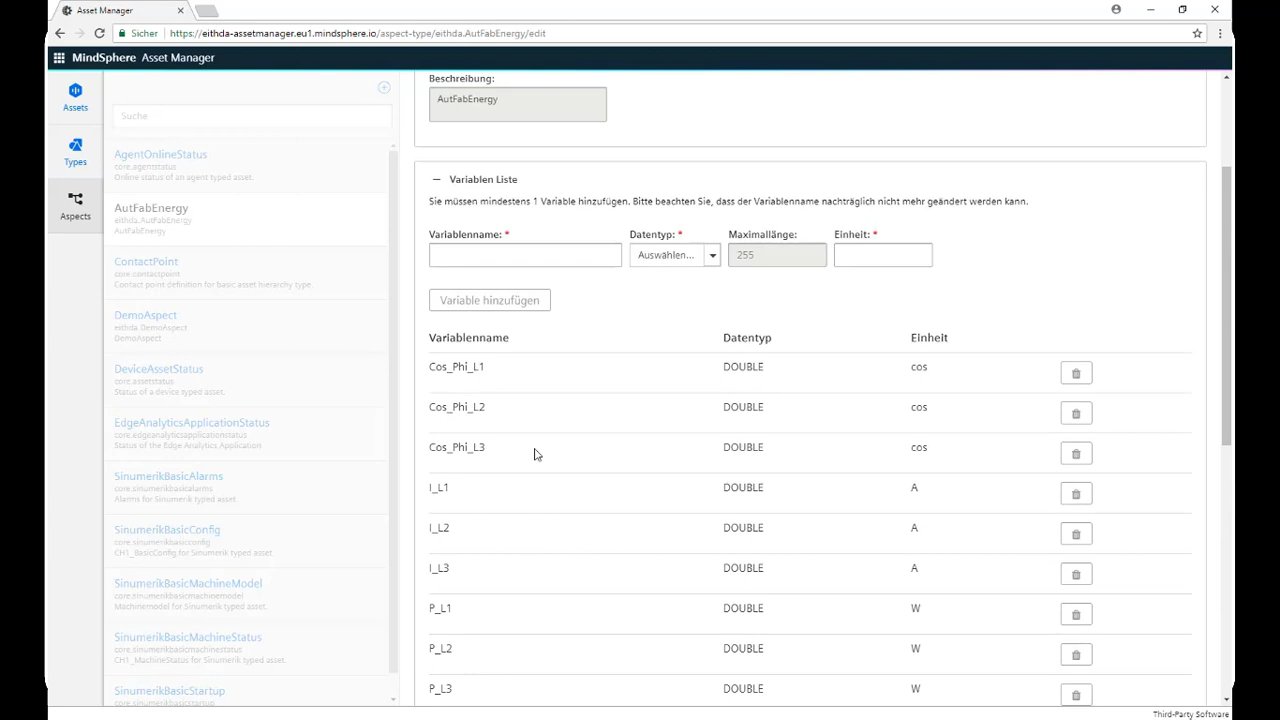 Asset Manager
Sicher https://eithda-assetmanager.eu1.mindsphere.io/aspect-type/eithda.AutFabEnergy/edit
MindSphere Asset Manager
Assets
Types
Aspects
Suche
AgentOnlineStatus
core.agentstatus
Online status of an agent typed asset.
AutFabEnergy
eithda.AutFabEnergy
AutFabEnergy
ContactPoint
core.contactpoint
Contact point definition for basic asset hierarchy type.
DemoAspect
eithda.DemoAspect
DemoAspect
DeviceAssetStatus
core.assetstatus
Status of a device typed asset.
EdgeAnalyticsApplicationStatus
core.edgeanalyticsapplicationstatus
Status of the Edge Analytics Application
SinumerikBasicAlarms
core.sinumerikbasicalarms
Alarms for Sinumerik typed asset.
SinumerikBasicConfig
core.sinumerikbasicconfig
CH1_BasicConfig for Sinumerik typed asset
SinumerikBasicMachineModel
core.sinumerikbasicmachinemodel
Machinemodel for Sinumerik typed asset.
SinumerikBasicMachineStatus
core.sinumerikbasicmachinestatus
CH1_MachineStatus for Sinumerik typed asset.
SinumerikBasicStartup
core.sinumerikbasicstartup
Beschreibung:
AutFabEnergy
Variablen Liste
Sie müssen mindestens 1 Variable hinzufügen. Bitte beachten Sie, dass der Variablenname nachträglich nicht mehr geändert werden kann.
Variablenname: * Datentyp: * Maximallänge: Einheit: *
Auswählen... 255
Variable hinzufügen
Variablenname Datentyp Einheit
Cos_Phi_L1 DOUBLE cos
Cos_Phi_L2 DOUBLE cos
Cos_Phi_L3 DOUBLE cos
I_L1 DOUBLE A
I_L2 DOUBLE A
I_L3 DOUBLE A
P_L1 DOUBLE W
P_L2 DOUBLE W
P_L3 DOUBLE W
Third-Party Software